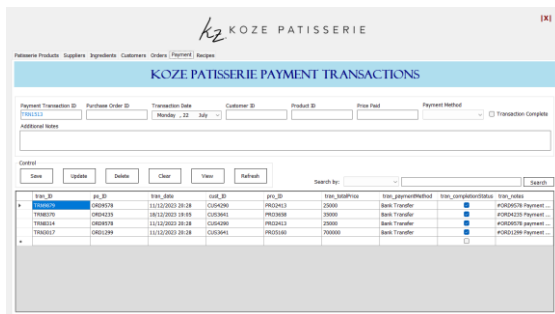 |X|
kz KOZE PATISSERIE
Patisserie Products Suppliers Ingredients Customers Orders Payment Recipes
KOZE PATISSERIE PAYMENT TRANSACTIONS
Payment Transaction ID Purchase Order ID Transaction Date Customer ID Product ID Price Paid Payment Method
TRN1513 Monday , 22 July Transaction Complete
Additional Notes
Control
Save Update Delete Clear View Refresh Search by: Search
tran_ID po_ID tran_date cust_ID pro_ID tran_totalPrice tran_paymentMethod tran_completionStatus tran_notes
ORD9578 11/12/2023 20:28 CUS4290 PRO2413 25000 Bank Transfer #ORD9578 Payment ...
TRN8370 ORD4235 18/12/2023 19:05 CUS3641 PRO3638 35000 Bank Transfer #ORD4235 Payment ...
TRN8314 ORD9578 11/12/2023 20:28 CUS4290 PRO2413 25000 Bank Transfer #ORD9578 payment ...
TRN3017 ORD1299 11/12/2023 20:28 CUS3641 PRO5160 700000 Bank Transfer #ORD1299 Payment ...